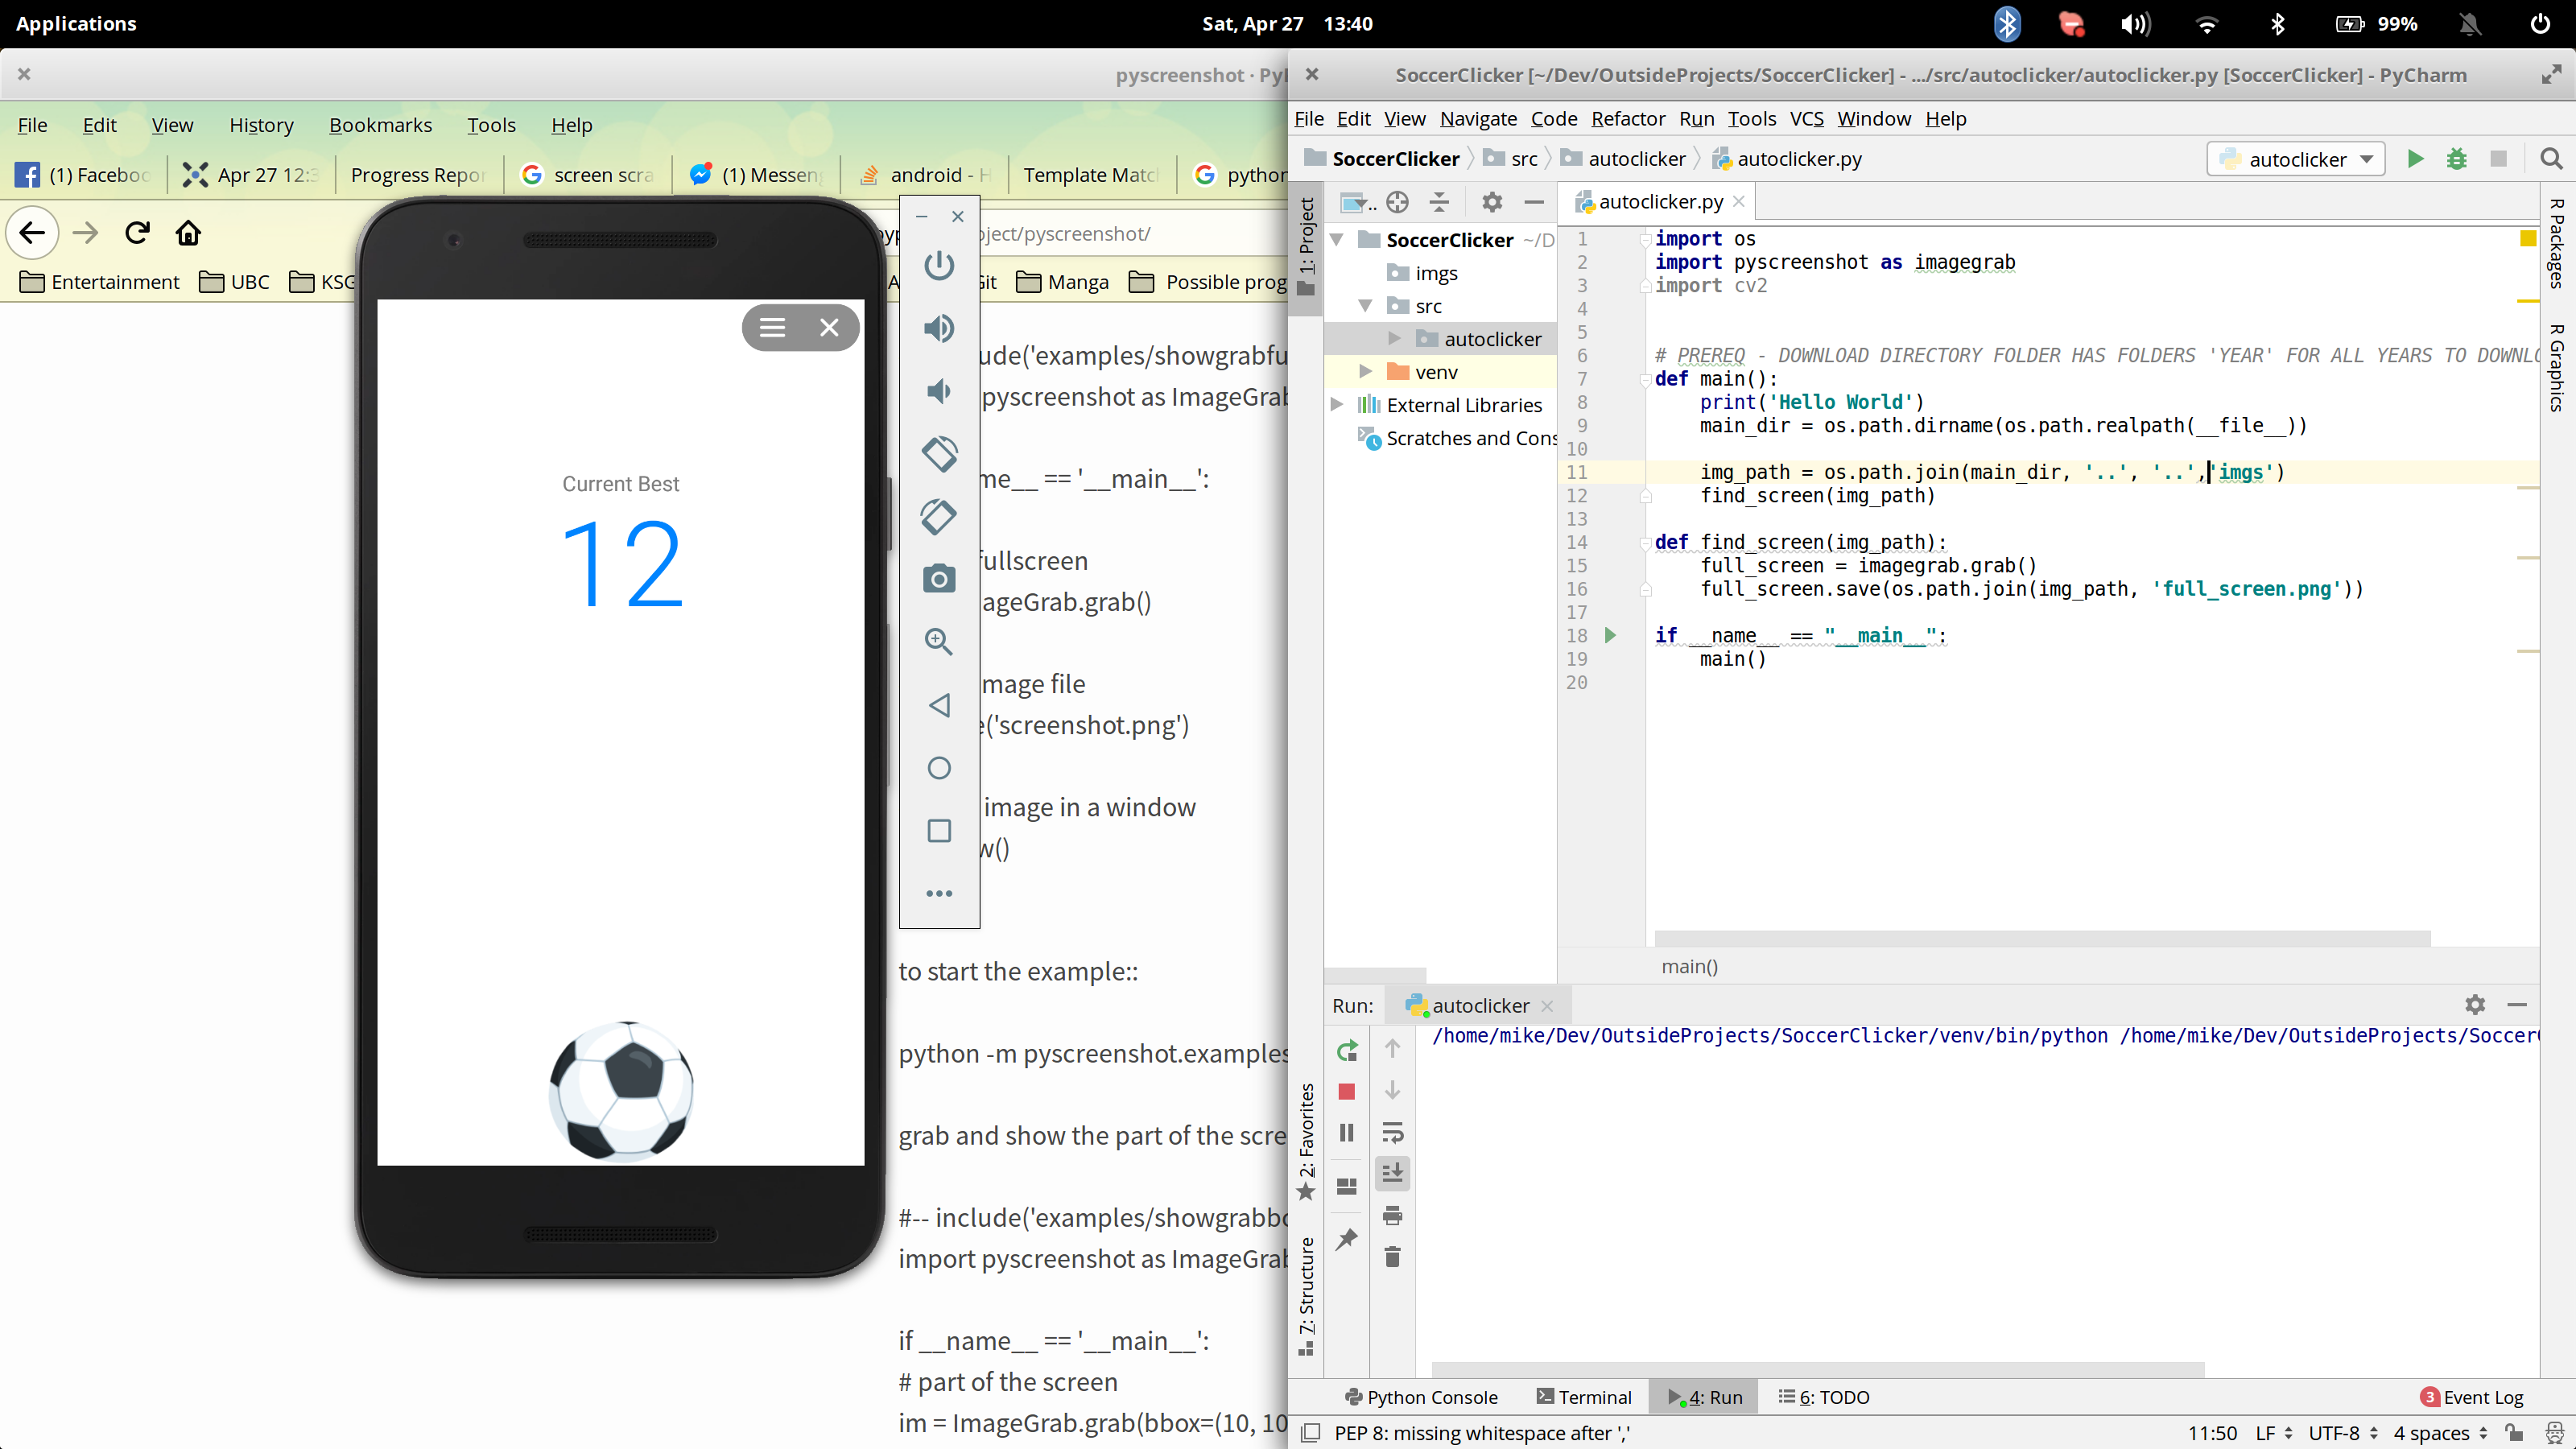 Applications
Sat, Apr 27 13:40
99%
pyscreenshot · Py
File Edit View History Bookmarks Tools Help
(1) Faceboo
Apr 27 12:3
Progress Repor
screen scra
(1) Messeng
android - H
Template Matc
python
oject/pyscreenshot/
Entertainment
UBC
KSG
Git
Manga
Possible prog
ude('examples/showgrabfu
pyscreenshot as ImageGrab
me__ == '__main__':
fullscreen
ageGrab.grab()
mage file
e('screenshot.png')
image in a window
w()
to start the example::
python -m pyscreenshot.examples
grab and show the part of the scre
#-- include('examples/showgrabbo
import pyscreenshot as ImageGrab
if __name__ == '__main__':
# part of the screen
im = ImageGrab.grab(bbox=(10, 10
Current Best
12
SoccerClicker [~/Dev/OutsideProjects/SoccerClicker] - .../src/autoclicker/autoclicker.py [SoccerClicker] - PyCharm
File Edit View Navigate Code Refactor Run Tools VCS Window Help
SoccerClicker src autoclicker autoclicker.py
autoclicker
1: Project
autoclicker.py
SoccerClicker ~/D
imgs
src
autoclicker
venv
External Libraries
Scratches and Cons
1 import os
2 import pyscreenshot as imagegrab
3 import cv2
4
5
6 # PREREQ - DOWNLOAD DIRECTORY FOLDER HAS FOLDERS 'YEAR' FOR ALL YEARS TO DOWNLO
7 def main():
8 print('Hello World')
9 main_dir = os.path.dirname(os.path.realpath(__file__))
10
11 img_path = os.path.join(main_dir, '..', '..','imgs')
12 find_screen(img_path)
13
14 def find_screen(img_path):
15 full_screen = imagegrab.grab()
16 full_screen.save(os.path.join(img_path, 'full_screen.png'))
17
18 if __name__ == "__main__":
19 main()
20
main()
R Packages
R Graphics
Run: autoclicker
/home/mike/Dev/OutsideProjects/SoccerClicker/venv/bin/python /home/mike/Dev/OutsideProjects/SoccerC
2: Favorites
7: Structure
Python Console
Terminal
4: Run
6: TODO
3 Event Log
PEP 8: missing whitespace after ','
11:50 LF UTF-8 4 spaces